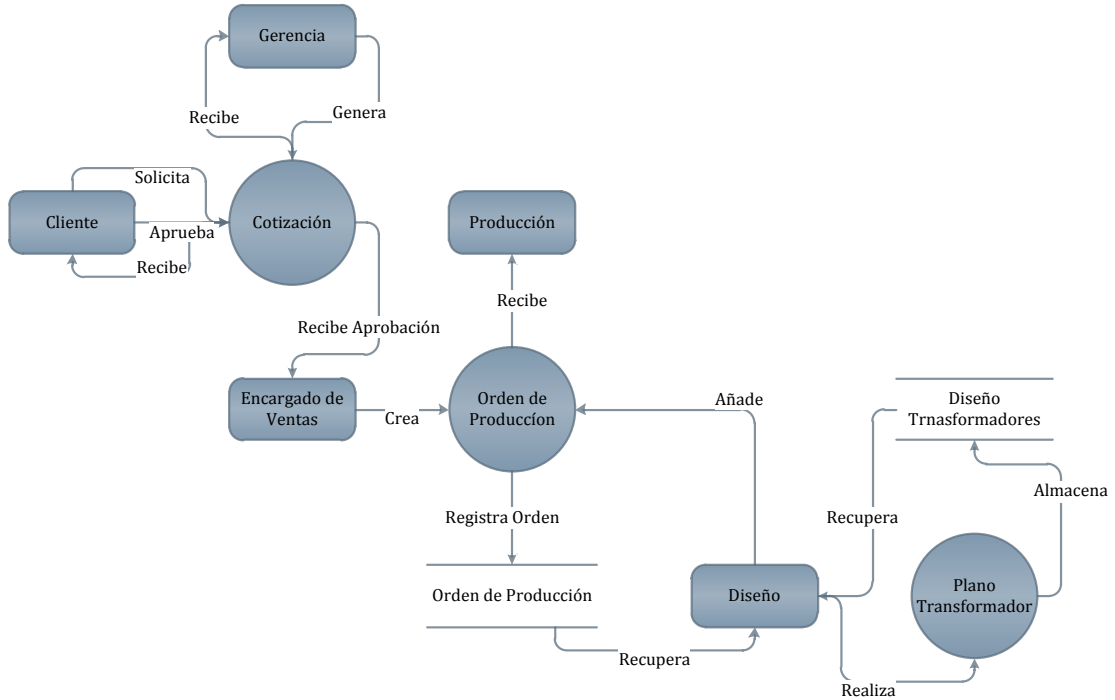 Gerencia
Recibe
Genera
Solicita
Cliente
Aprueba
Recibe
Cotización
Producción
Recibe
Recibe Aprobación
Encargado de
Ventas
Crea
Orden de
Produccíon
Añade
Diseño
Trnasformadores
Almacena
Registra Orden
Recupera
Orden de Producción
Diseño
Plano
Transformador
Recupera
Realiza